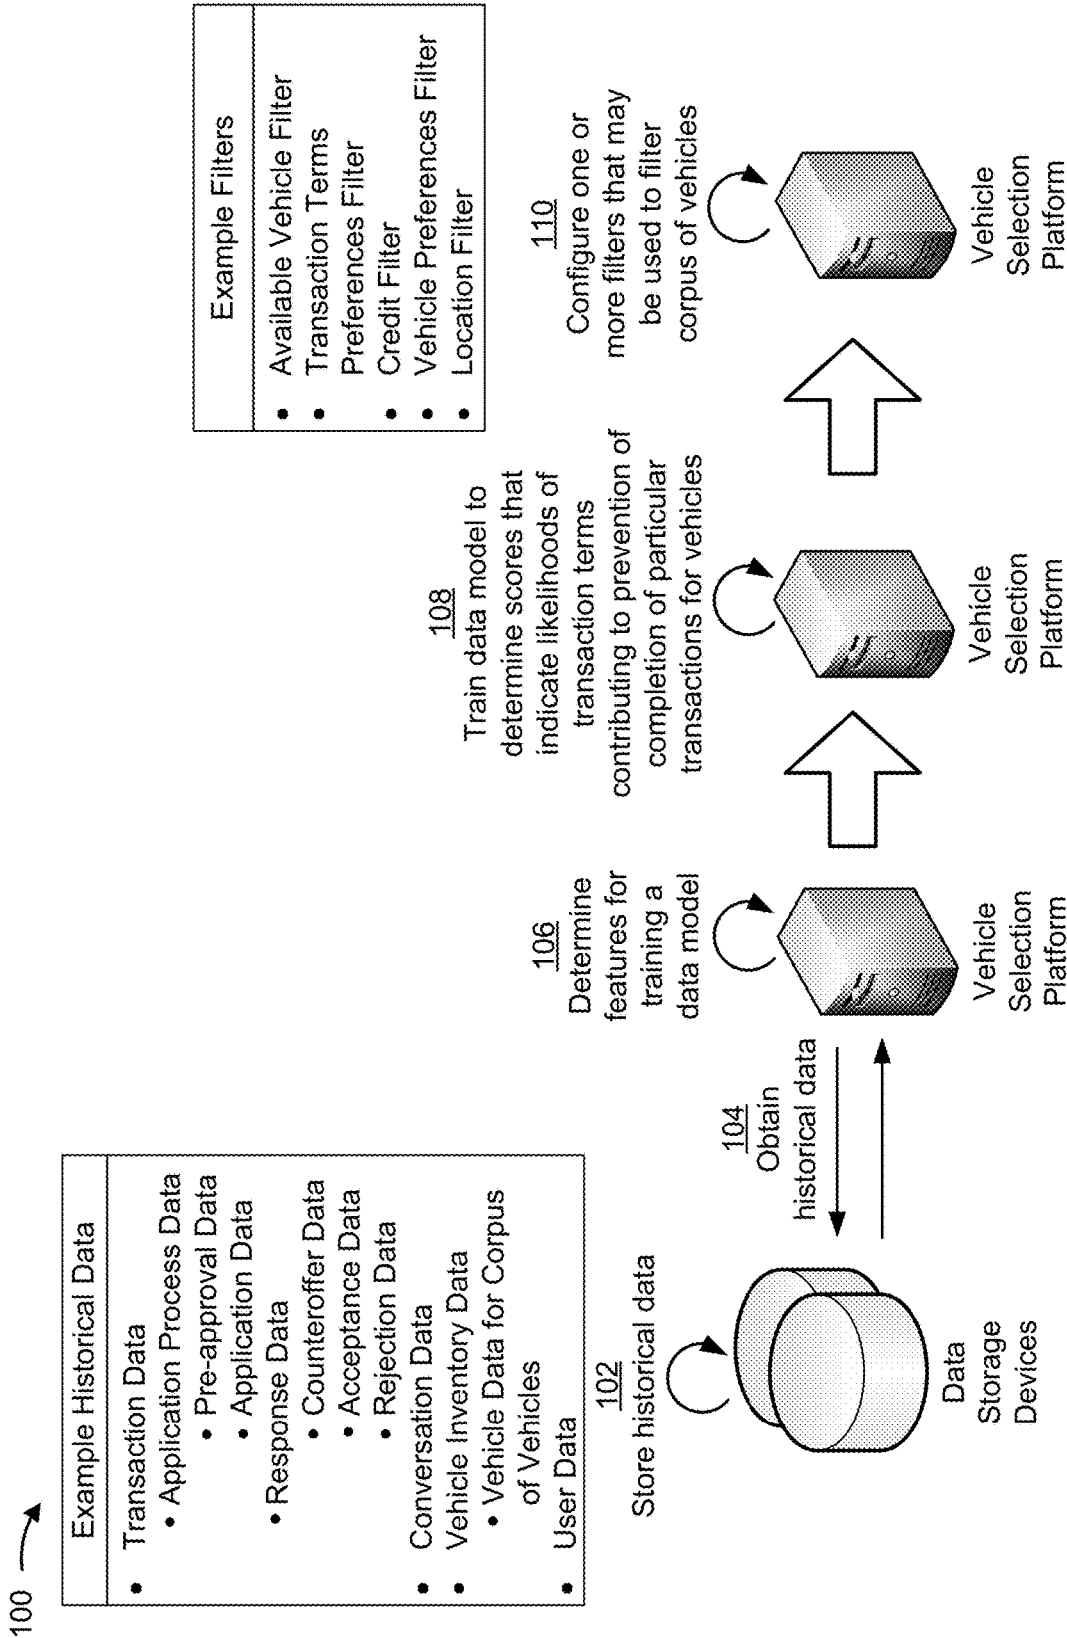 100
Example Historical Data
• Transaction Data
• Application Process Data
• Pre-approval Data
• Application Data
• Response Data
• Counteroffer Data
• Acceptance Data
• Rejection Data
• Conversation Data
• Vehicle Inventory Data
• Vehicle Data for Corpus
of Vehicles
• User Data
Example Filters
• Available Vehicle Filter
• Transaction Terms
Preferences Filter
• Credit Filter
• Vehicle Preferences Filter
• Location Filter
102
Store historical data
Data
Storage
Devices
104
Obtain
historical data
106
Determine
features for
training a
data model
Vehicle
Selection
Platform
108
Train data model to
determine scores that
indicate likelihoods of
transaction terms
contributing to prevention of
completion of particular
transactions for vehicles
Vehicle
Selection
Platform
110
Configure one or
more filters that may
be used to filter
corpus of vehicles
Vehicle
Selection
Platform